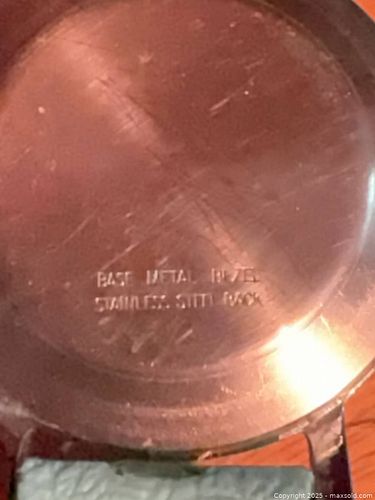 BASE METAL BEZEL
STAINLESS STEEL BACK
Copyright © 2025 - maxsold.com